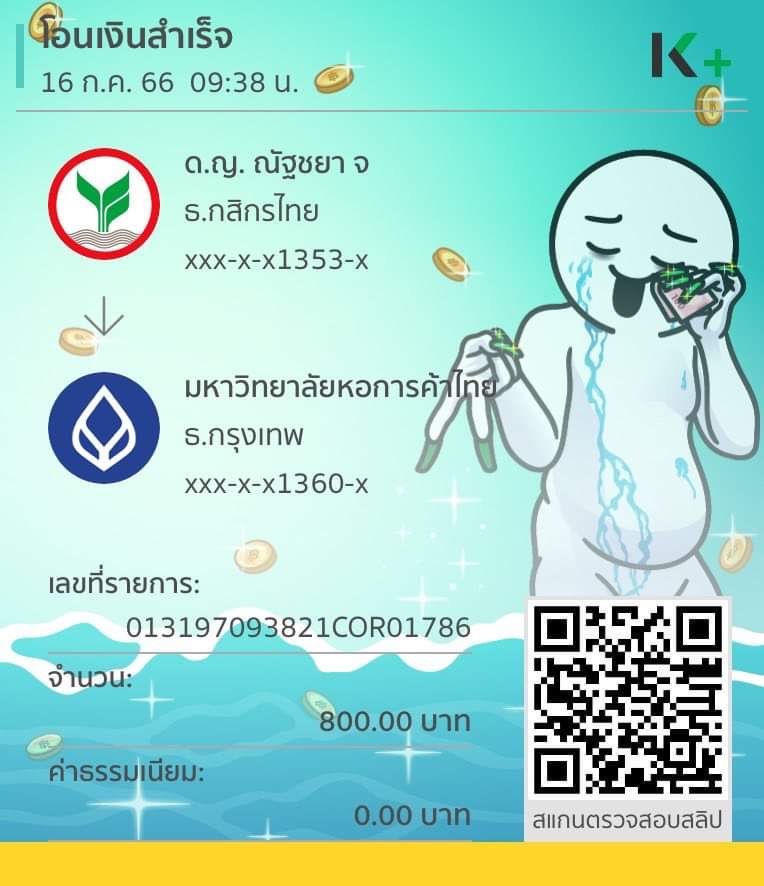 โอนเงินสำเร็จ
16 ก.ค. 66 09:38 น.
K+
ด.ญ. ณัฐชยา จ
ธ.กสิกรไทย
xxx-x-x1353-x
มหาวิทยาลัยหอการค้าไทย
ธ.กรุงเทพ
xxx-x-x1360-x
เลขที่รายการ:
013197093821COR01786
จำนวน:
800.00 บาท
ค่าธรรมเนียม:
0.00 บาท
สแกนตรวจสอบสลิป